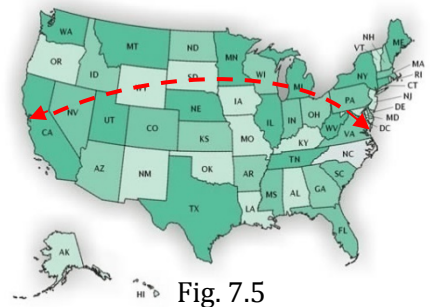 WA
MT
ND
MN
OR
ID
SD
WI
MI
VT
NH
ME
MA
RI
CT
NJ
DE
MD
DC
NY
PA
NV
UT
CO
NE
IA
IL
IN
OH
WV
VA
CA
KS
MO
KY
NC
TN
SC
AZ
NM
OK
AR
MS
AL
GA
TX
LA
FL
AK
HI
Fig. 7.5